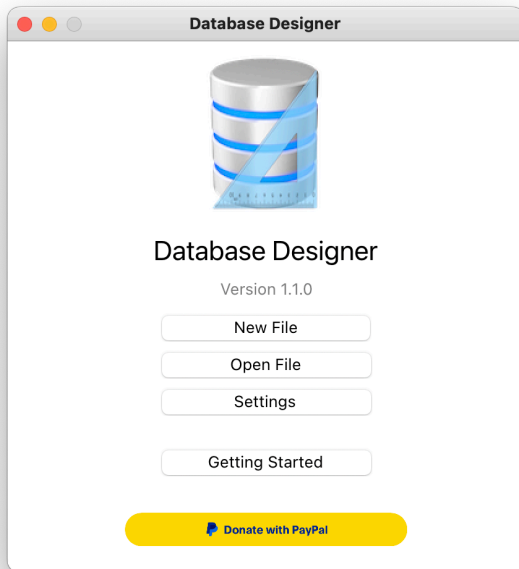 Database Designer
Database Designer
Version 1.1.0
New File
Open File
Settings
Getting Started
Donate with PayPal